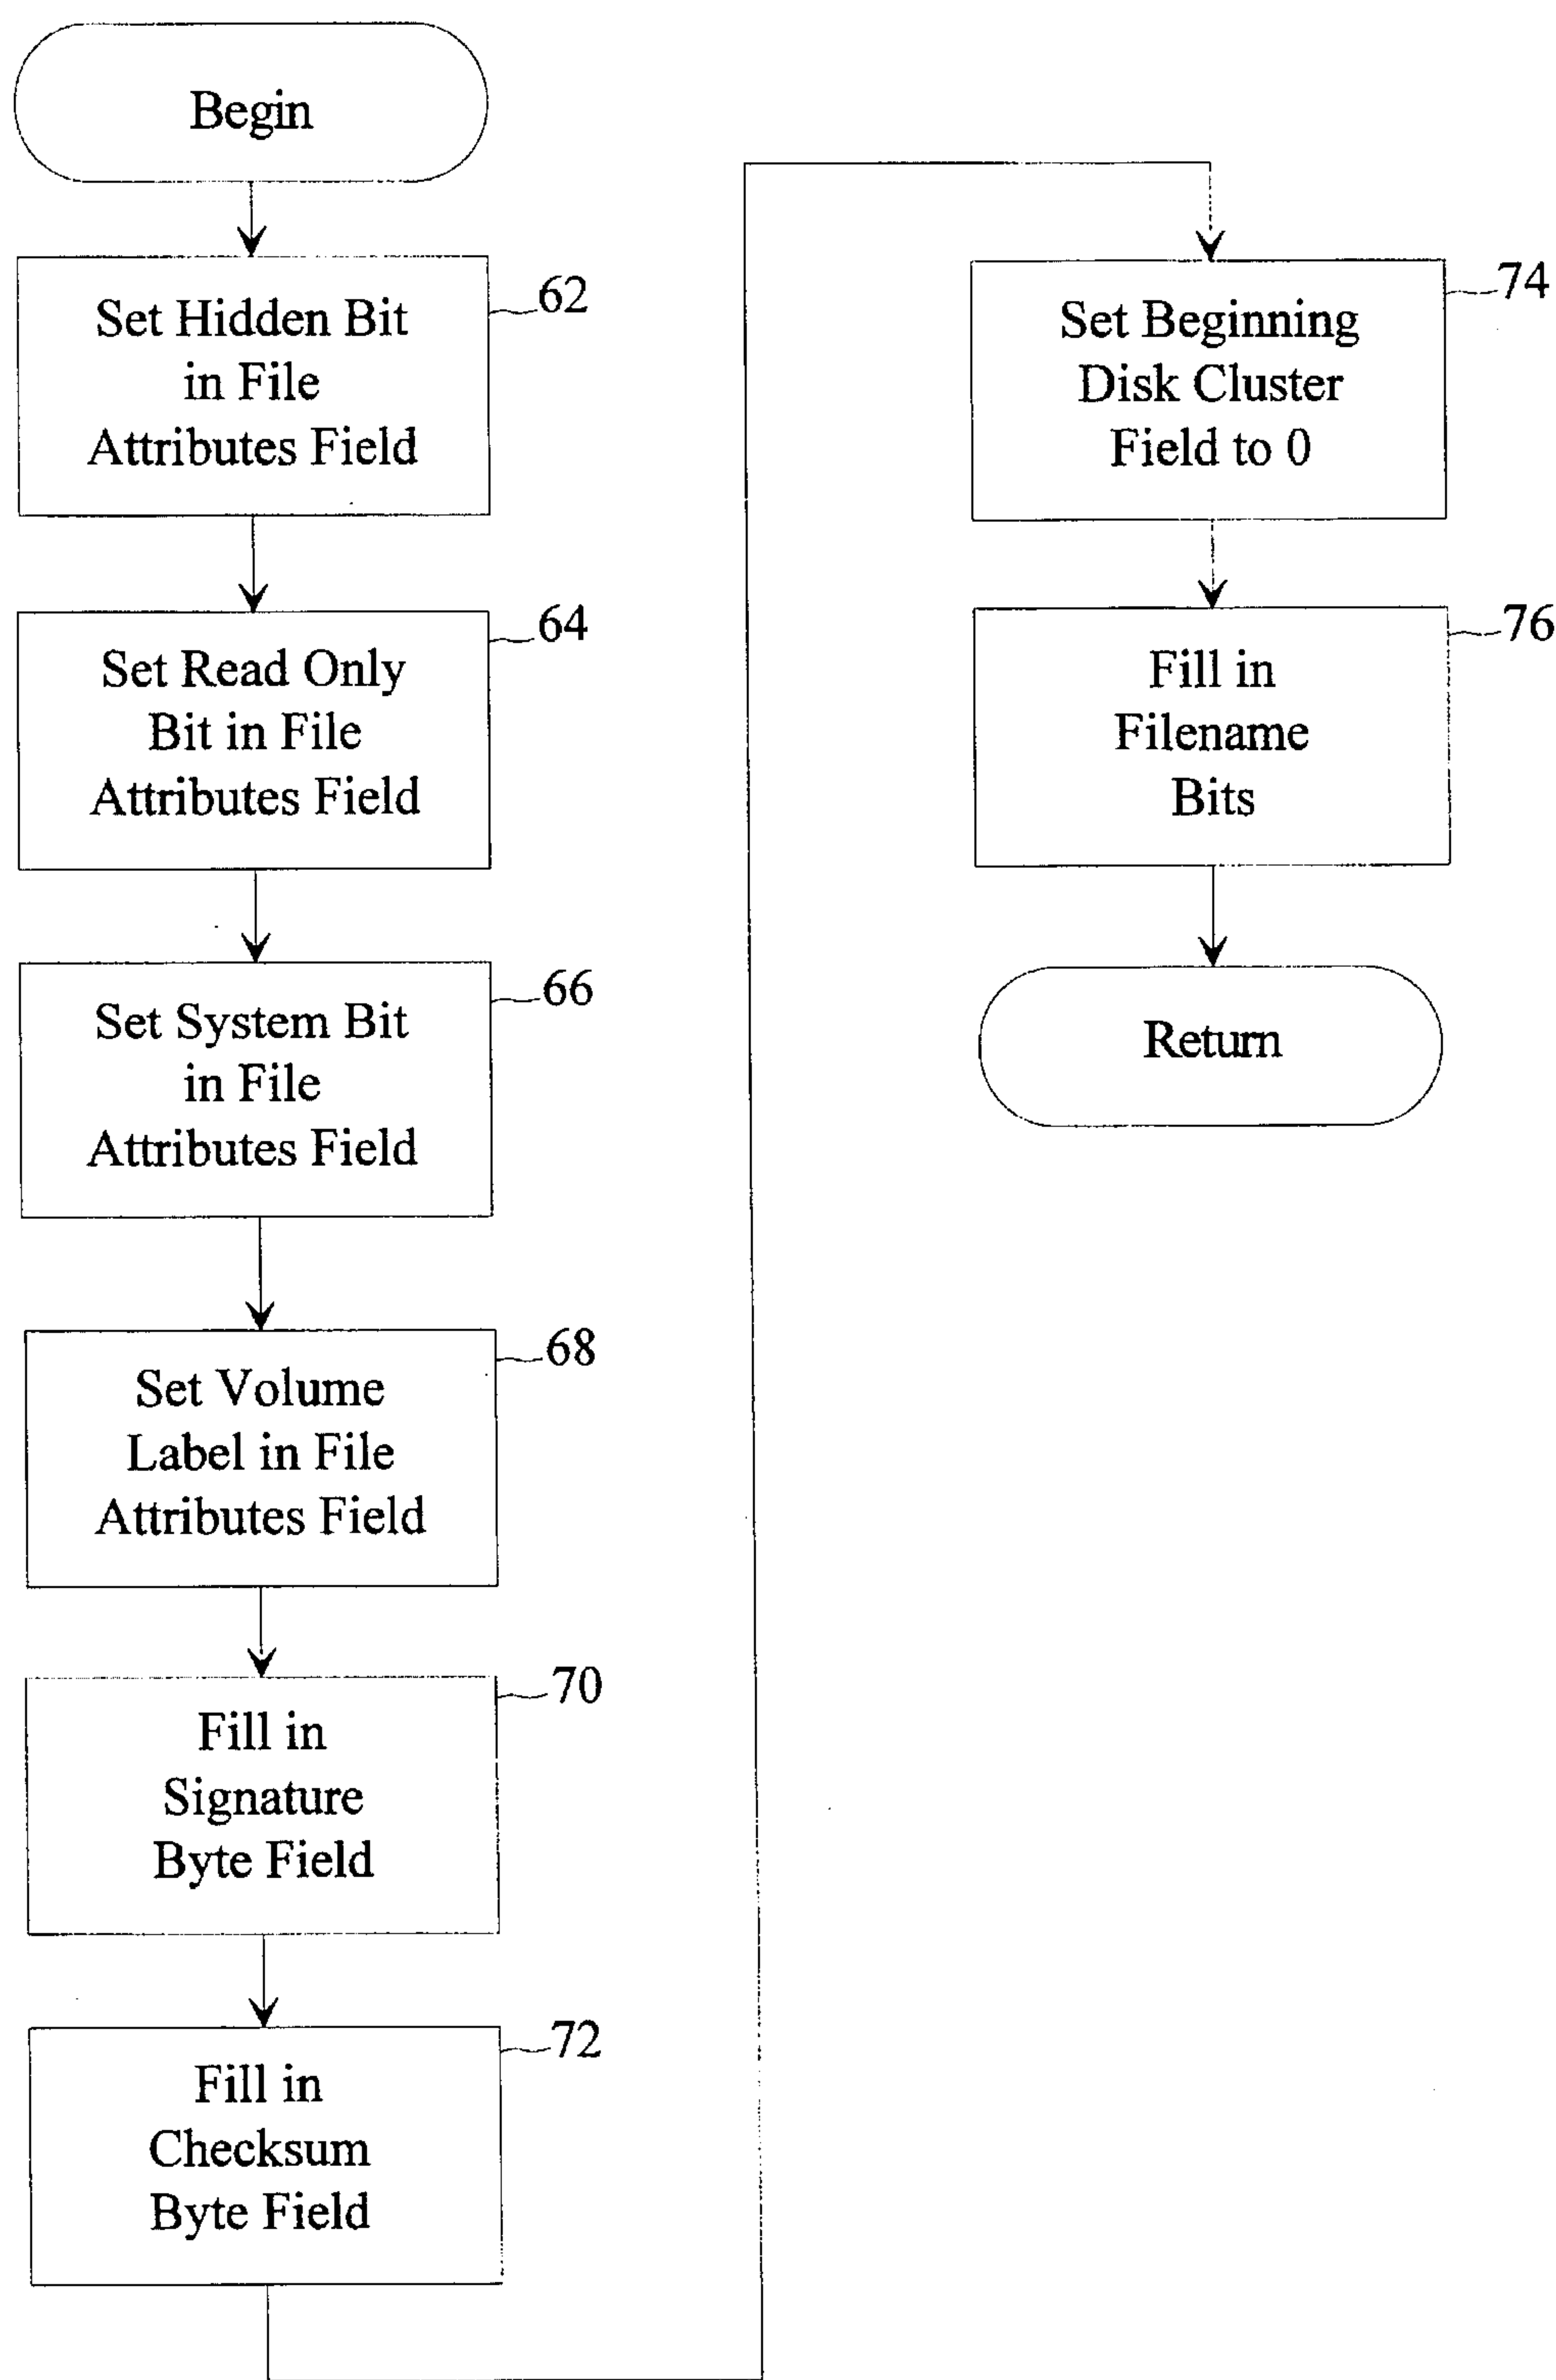 Begin
Set Hidden Bit
in File
Attributes Field
62
Set Read Only
Bit in File
Attributes Field
64
Set System Bit
in File
Attributes Field
66
Set Volume
Label in File
Attributes Field
68
Fill in
Signature
Byte Field
70
Fill in
Checksum
Byte Field
72
Set Beginning
Disk Cluster
Field to 0
74
Fill in
Filename
Bits
76
Return